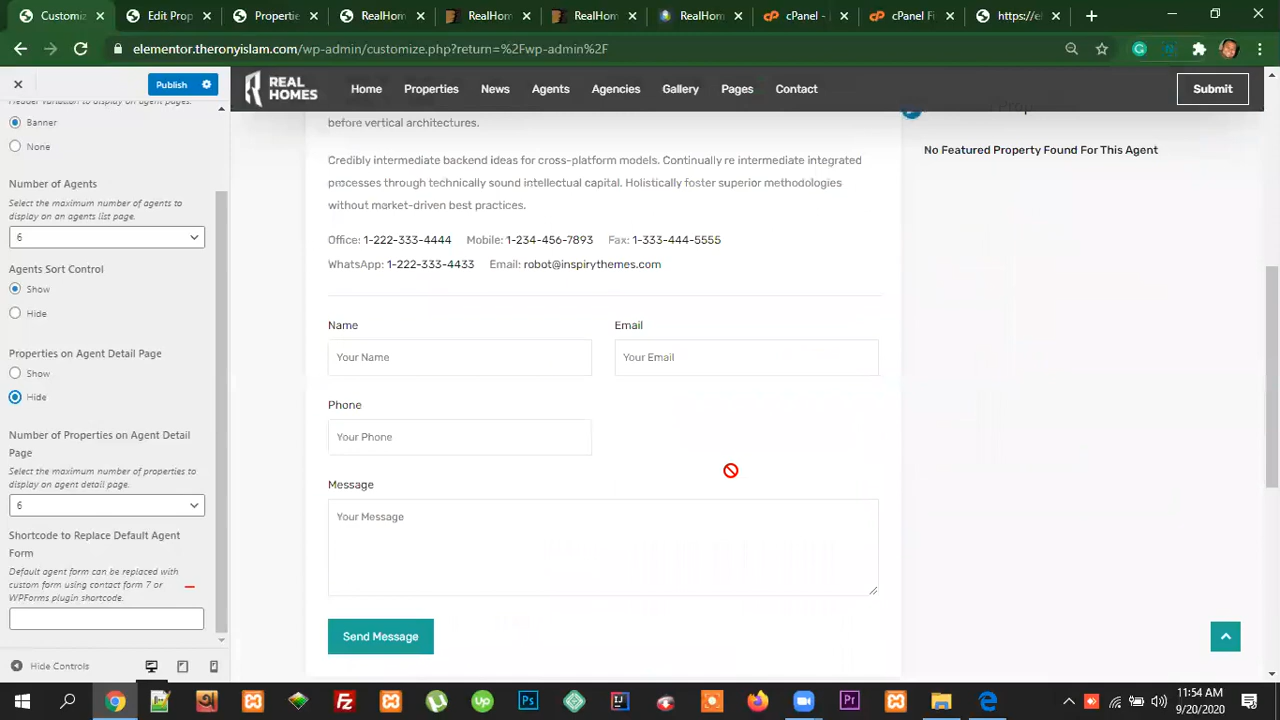 Customiz
Edit Prop
Propertie
RealHom
RealHom
RealHom
RealHom
cPanel -
cPanel F
https://el
elementor.theronyislam.com/wp-admin/customize.php?return=%2Fwp-admin%2F
Publish
REAL HOMES
Home Properties News Agents Agencies Gallery Pages Contact
Submit
Header variation to display on agent pages.
Banner
None
Number of Agents
Select the maximum number of agents to
display on an agents list page.
6
Agents Sort Control
Show
Hide
Properties on Agent Detail Page
Show
Hide
Number of Properties on Agent Detail
Page
Select the maximum number of properties to
display on agent detail page.
6
Shortcode to Replace Default Agent
Form
Default agent form can be replaced with
custom form using contact form 7 or
WPForms plugin shortcode.
Hide Controls
before vertical architectures.
Credibly intermediate backend ideas for cross-platform models. Continually re intermediate integrated
processes through technically sound intellectual capital. Holistically foster superior methodologies
without market-driven best practices.
Office: 1-222-333-4444 Mobile: 1-234-456-7893 Fax: 1-333-444-5555
WhatsApp: 1-222-333-4433 Email: robot@inspirythemes.com
Name
Your Name
Email
Your Email
Phone
Your Phone
Message
Your Message
Send Message
No Featured Property Found For This Agent
11:54 AM
9/20/2020